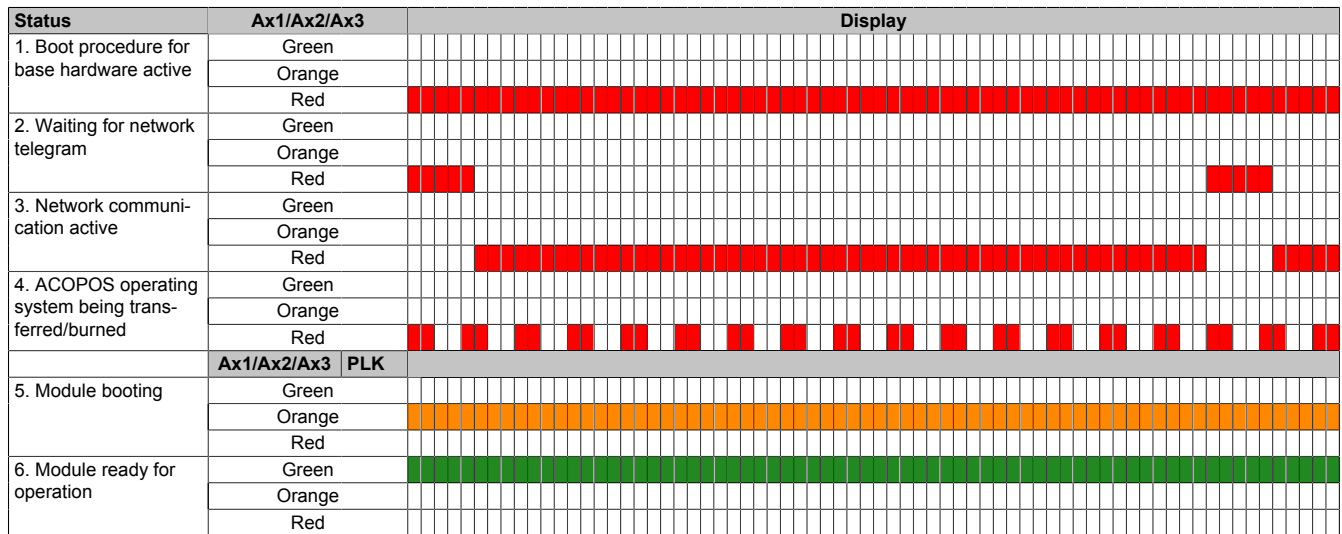 Status Ax1/Ax2/Ax3 Display
1. Boot procedure for
base hardware active
Green
Orange
Red
2. Waiting for network
telegram
Green
Orange
Red
3. Network communi-
cation active
Green
Orange
Red
4. ACOPOS operating
system being trans-
ferred/burned
Green
Orange
Red
Ax1/Ax2/Ax3 PLK
5. Module booting
Green
Orange
Red
6. Module ready for
operation
Green
Orange
Red